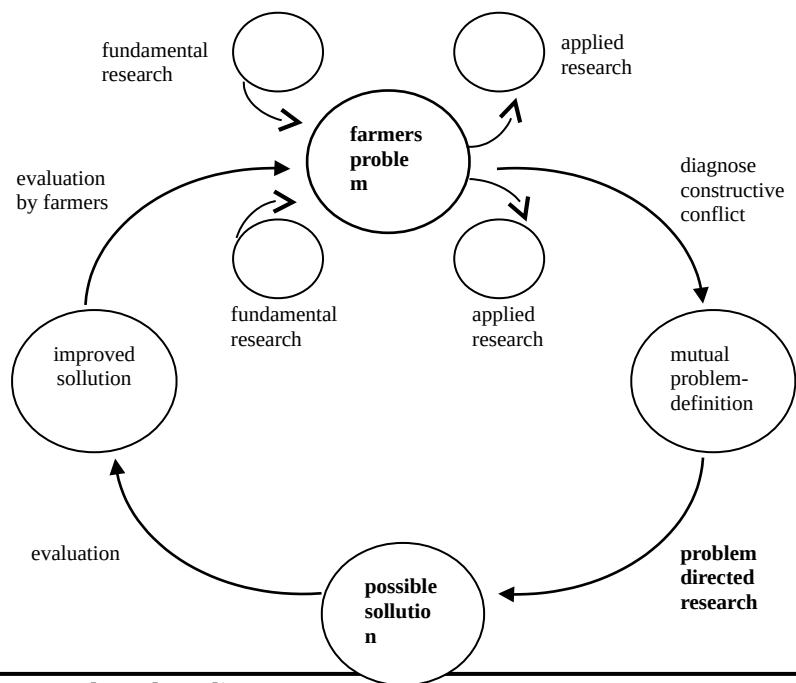 fundamental
research
applied
research
farmers
proble
m
evaluation
by farmers
diagnose
constructive
conflict
fundamental
research
applied
research
improved
sollution
mutual
problem-
definition
evaluation
possible
sollutio
n
problem
directed
research